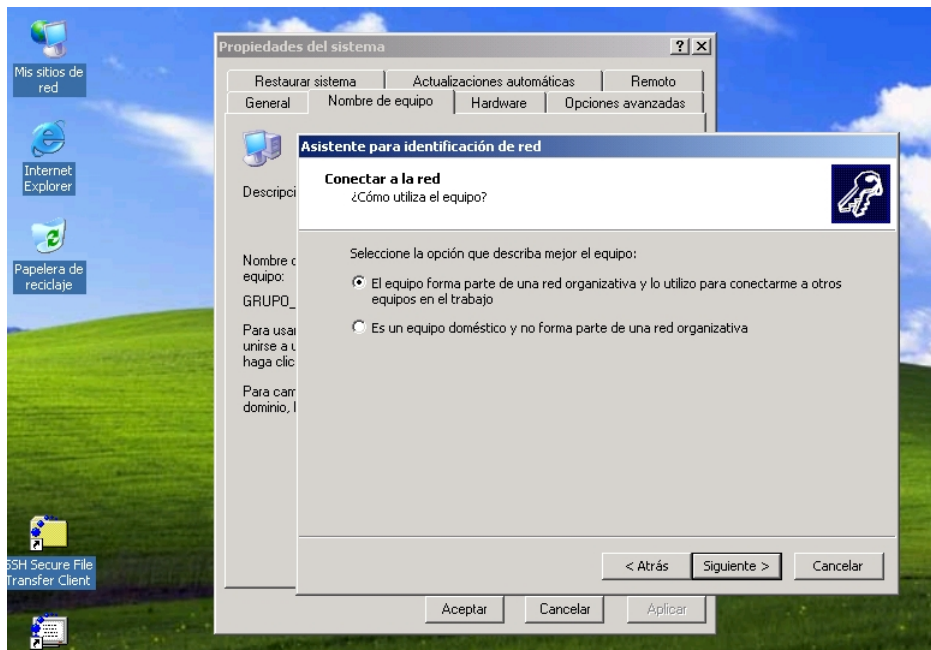 Mis sitios de
red
Internet
Explorer
Papelera de
reciclaje
SSH Secure File
Transfer Client
Propiedades del sistema
Restaurar sistema
Actualizaciones automáticas
Remoto
General
Nombre de equipo
Hardware
Opciones avanzadas
Descripci
Nombre
equipo:
GRUPO_
Para usar
unirse a
haga clic
Para cam
dominio,
Asistente para identificación de red
Conectar a la red
¿Cómo utiliza el equipo?
Seleccione la opción que describa mejor el equipo:
El equipo forma parte de una red organizativa y lo utilizo para conectarme a otros
equipos en el trabajo
Es un equipo doméstico y no forma parte de una red organizativa
< Atrás
Siguiente >
Cancelar
Aceptar
Cancelar
Aplicar